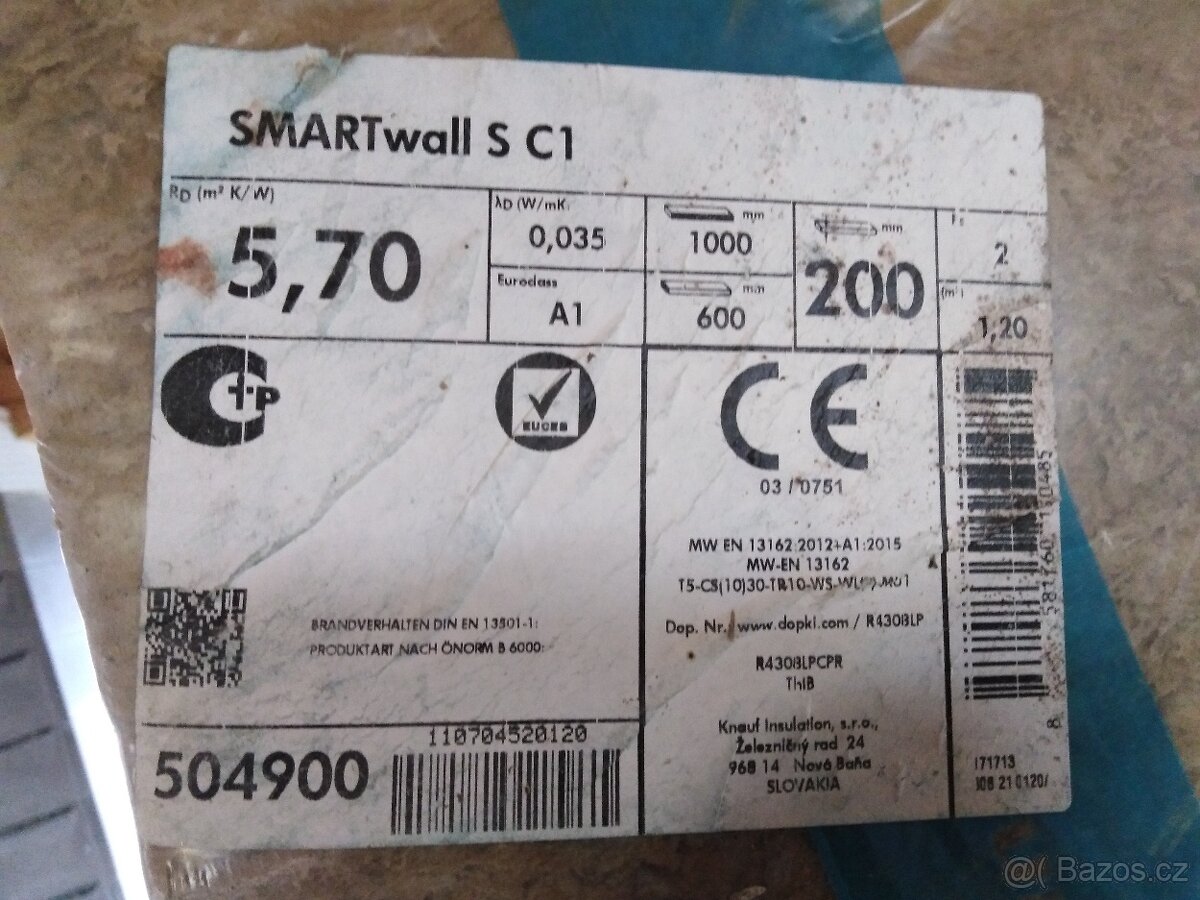 SMARTwall S C1
RD (m² K/W)
5,70
λD (W/mK)
0,035
Euroclass
A1
mm
1000
mm
600
mm
200
2
(m²)
1,20
EUCEB
CE
03 / 0751
MW EN 13162:2012+A1:2015
MW-EN 13162
BRANDVERHALTEN DIN EN 13501-1:
PRODUKTART NACH ÖNORM B 6000:
Dop. Nr. www.dopki.com / R4308LP
R4308LPCPR
ThIB
Knauf Insulation, s.r.o.,
Železničný rad 24
968 14 Nová Baňa
SLOVAKIA
504900
110704520120
171713
@( Bazos.cz